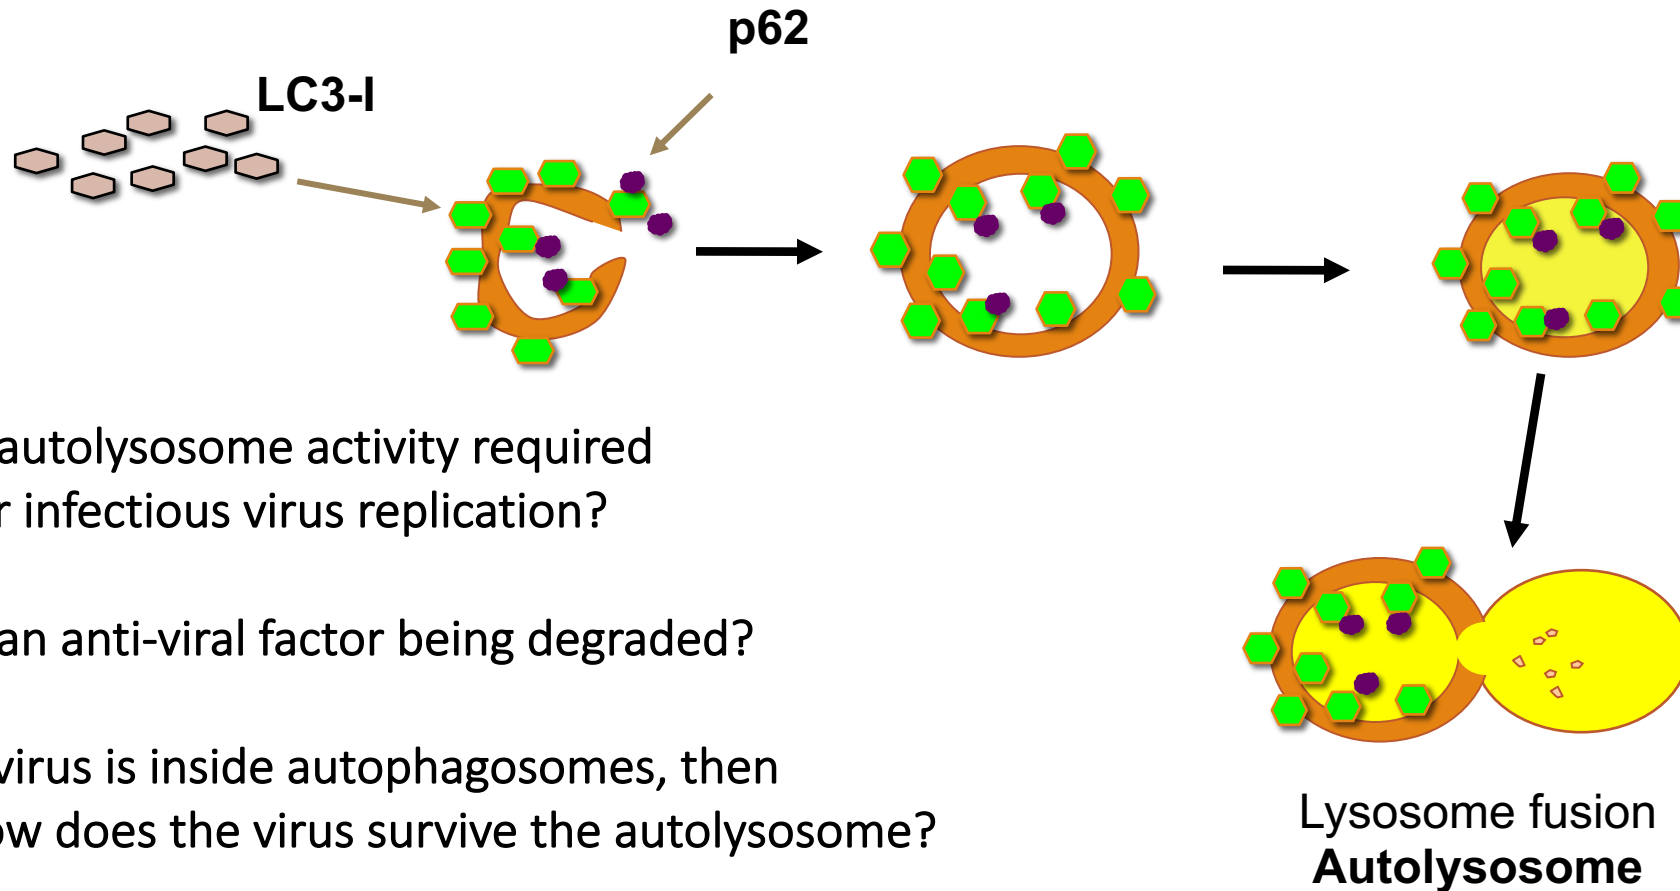 p62
LC3-I
autolysosome activity required
r infectious virus replication?
an anti-viral factor being degraded?
virus is inside autophagosomes, then
ow does the virus survive the autolysosome?
Lysosome fusion
Autolysosome